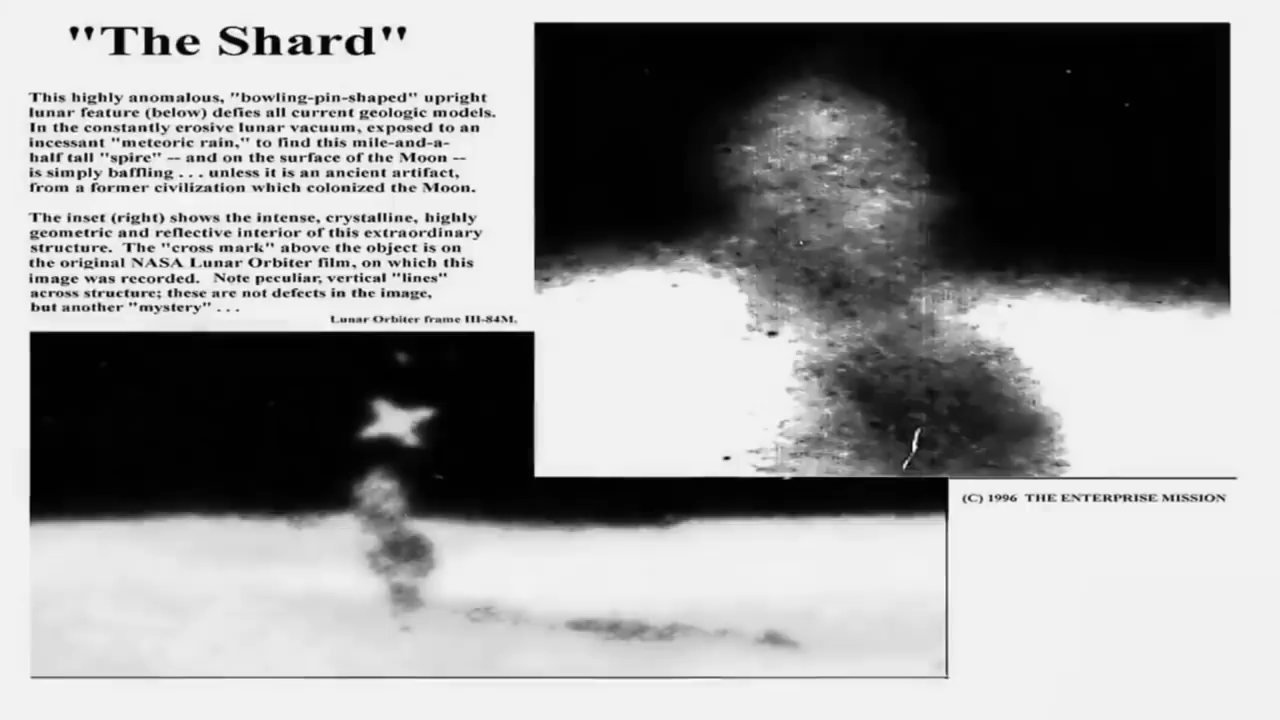 "The Shard"
This highly anomalous, "bowling-pin-shaped" upright
lunar feature (below) defies all current geologic models.
In the constantly erosive lunar vacuum, exposed to an
incessant "meteoric rain," to find this mile-and-a-
half tall "spire" -- and on the surface of the Moon --
is simply baffling . . . unless it is an ancient artifact,
from a former civilization which colonized the Moon.
The inset (right) shows the intense, crystalline, highly
geometric and reflective interior of this extraordinary
structure. The "cross mark" above the object is on
the original NASA Lunar Orbiter film, on which this
image was recorded. Note peculiar, vertical "lines"
across structure; these are not defects in the image,
but another "mystery" . . .
Lunar Orbiter frame III-84M.
(C) 1996 THE ENTERPRISE MISSION